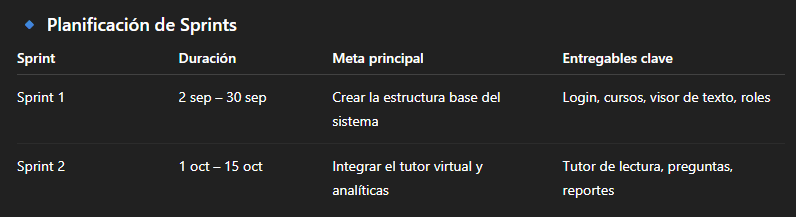 Planificación de Sprints
Sprint Duración Meta principal Entregables clave
Sprint 1 2 sep – 30 sep Crear la estructura base del Login, cursos, visor de texto, roles
sistema
Sprint 2 1 oct – 15 oct Integrar el tutor virtual y Tutor de lectura, preguntas,
analíticas reportes